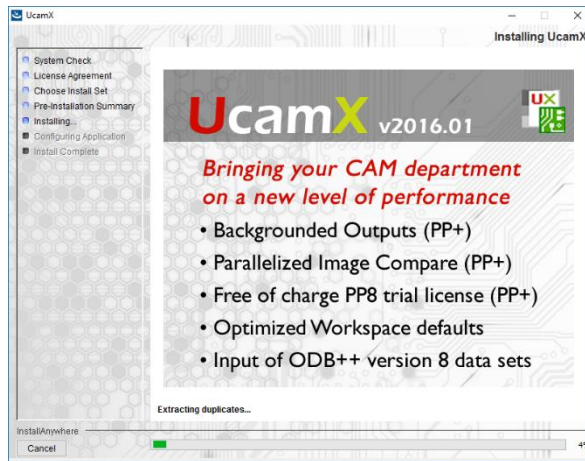 UcamX
Installing UcamX
System Check
License Agreement
Choose Install Set
Pre-Installation Summary
Installing...
Configuring Application
Install Complete
UcamX v2016.01
UX
Bringing your CAM department
on a new level of performance
• Backgrounded Outputs (PP+)
• Parallelized Image Compare (PP+)
• Free of charge PP8 trial license (PP+)
• Optimized Workspace defaults
• Input of ODB++ version 8 data sets
Extracting duplicates...
InstallAnywhere
Cancel
4%